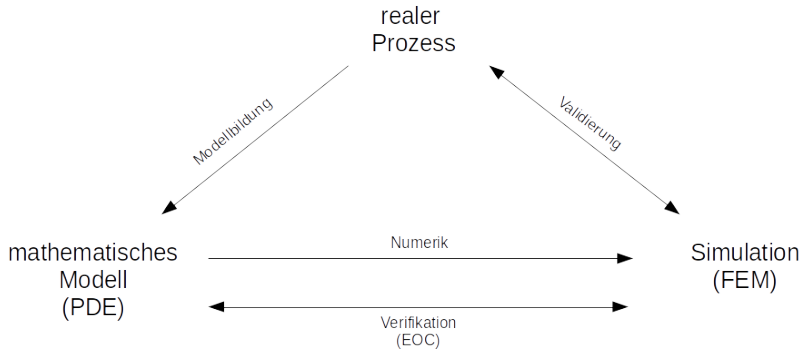 realer
Prozess
Modellbildung
Validierung
mathematisches
Modell
(PDE)
Numerik
Simulation
(FEM)
Verifikation
(EOC)